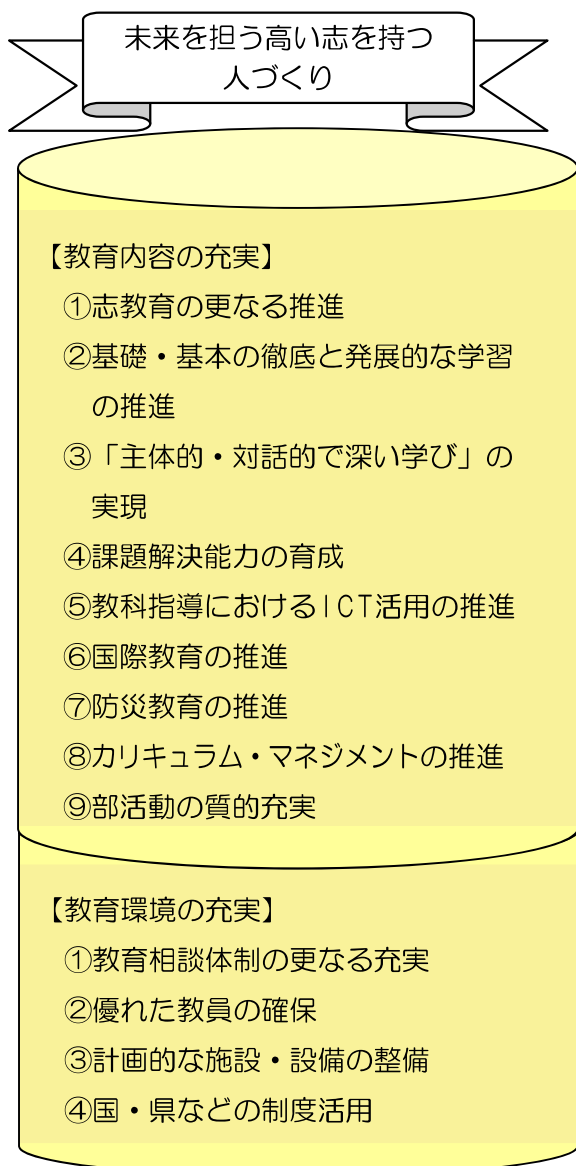 未来を担う高い志を持つ
人づくり
【教育内容の充実】
①志教育の更なる推進
②基礎・基本の徹底と発展的な学習
の推進
③「主体的・対話的で深い学び」の
実現
④課題解決能力の育成
⑤教科指導におけるICT活用の推進
⑥国際教育の推進
⑦防災教育の推進
⑧カリキュラム・マネジメントの推進
⑨部活動の質的充実
【教育環境の充実】
①教育相談体制の更なる充実
②優れた教員の確保
③計画的な施設・設備の整備
④国・県などの制度活用